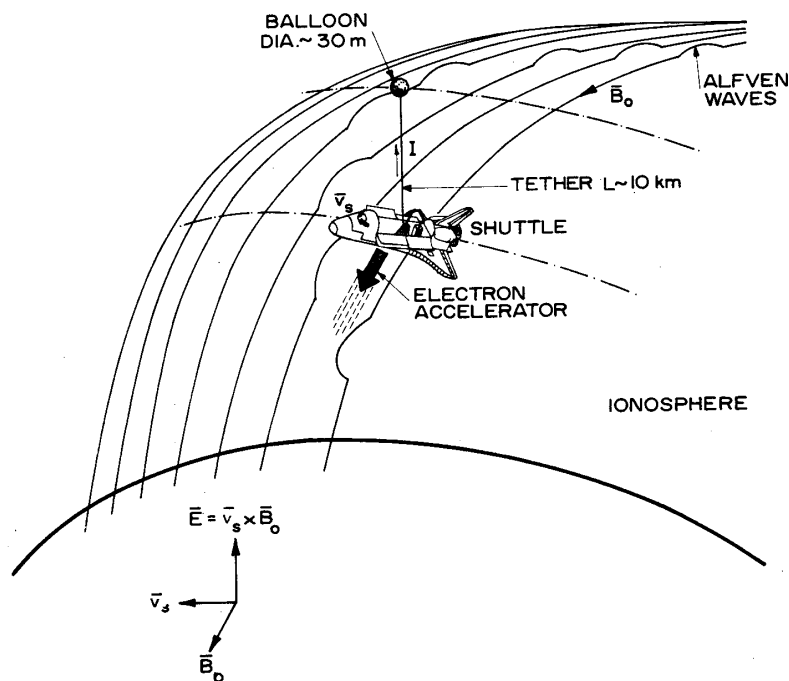 BALLOON
DIA.~ 30 m
ALFVEN
WAVES
B̅ₒ
I
TETHER L~10 km
v̅ₛ
SHUTTLE
ELECTRON
ACCELERATOR
IONOSPHERE
E̅ = v̅ₛ x B̅ₒ
v̅ₛ
B̅ₒ